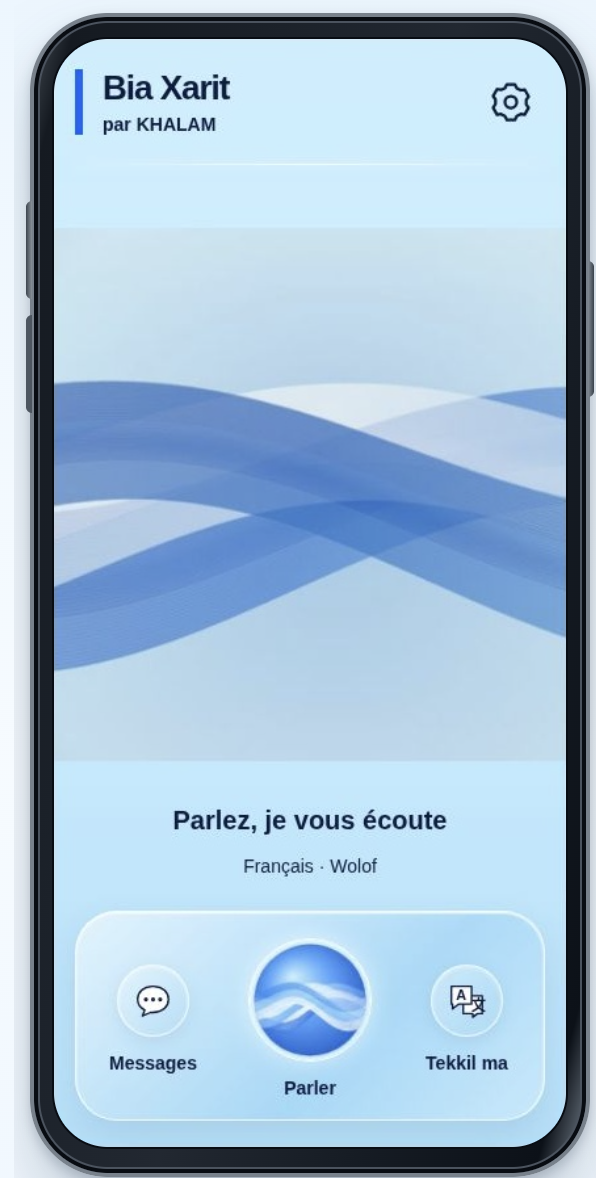 Bia Xarit
par KHALAM
Parlez, je vous écoute
Français · Wolof
Messages
Parler
Tekkil ma